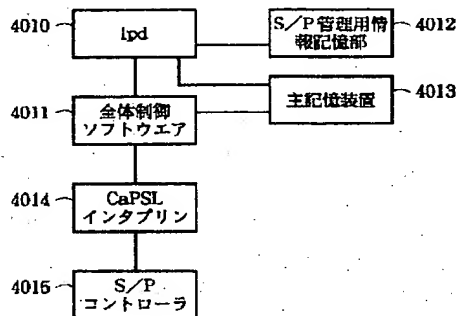 4010
lpd
S/P管理用情
報記憶部
4012
4011
全体制御
ソフトウエア
主記憶装置
4013
4014
CaPSL
インタプリン
4015
S/P
コントローラ